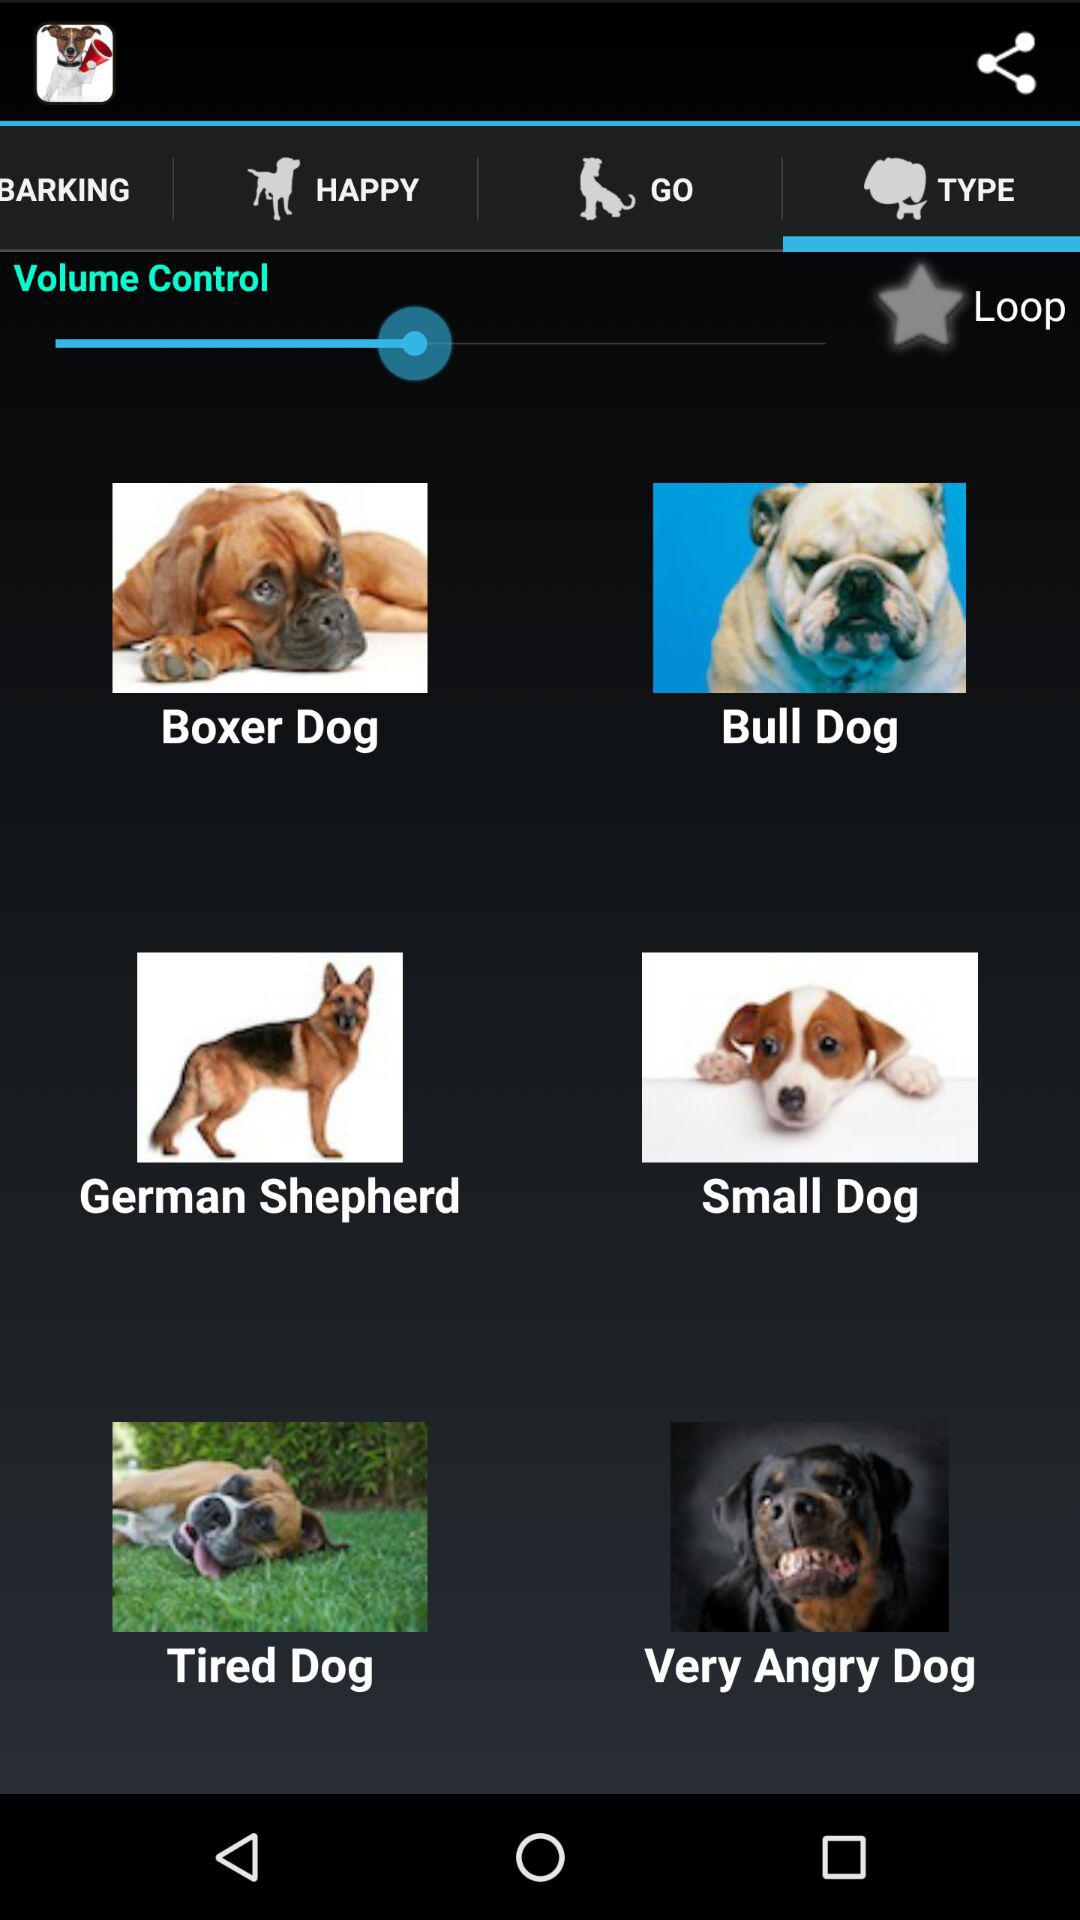 BARKING
HAPPY
GO
TYPE
Volume Control
Loop
Boxer Dog
Bull Dog
German Shepherd
Small Dog
Tired Dog
Very Angry Dog